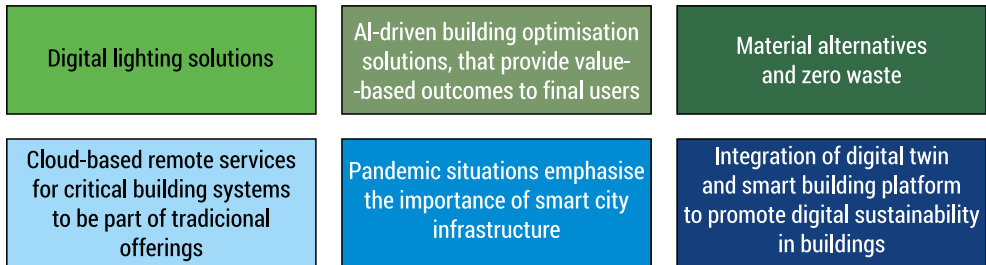 Digital lighting solutions
AI-driven building optimisation
solutions, that provide value-
-based outcomes to final users
Material alternatives
and zero waste
Cloud-based remote services
for critical building systems
to be part of tradicional
offerings
Pandemic situations emphasise
the importance of smart city
infrastructure
Integration of digital twin
and smart building platform
to promote digital sustainability
in buildings